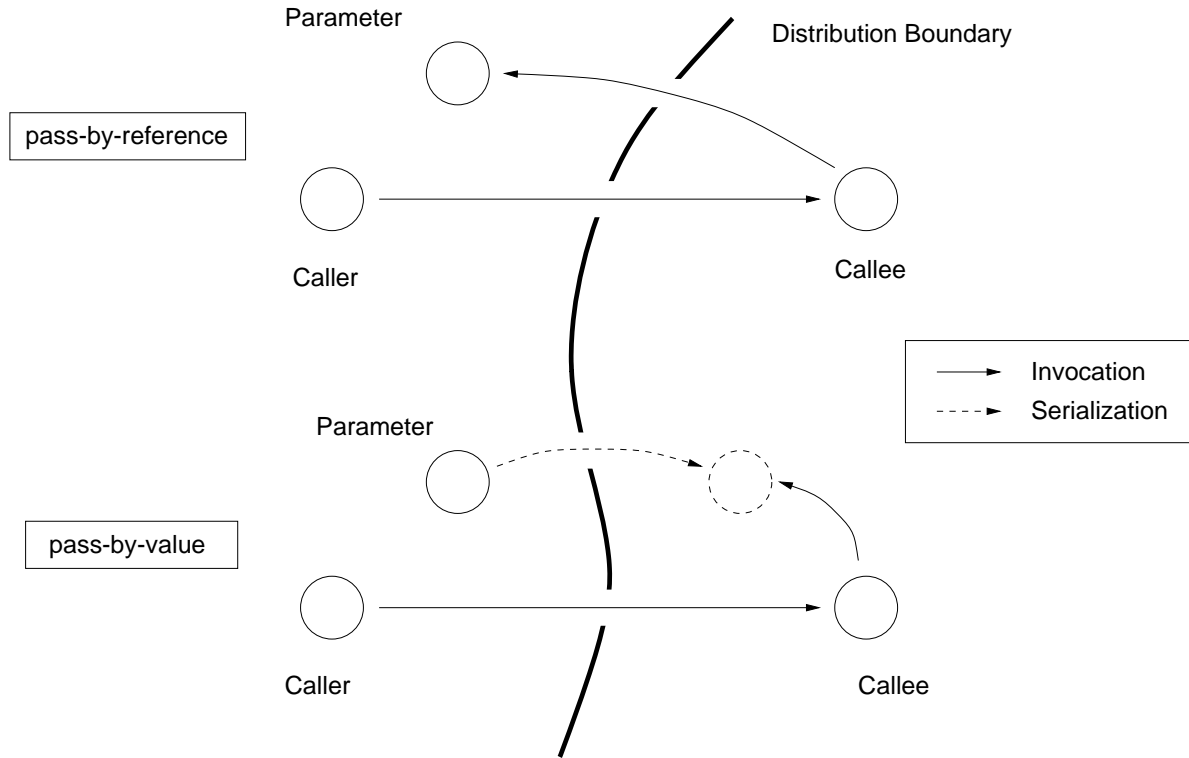 Parameter
Distribution Boundary
pass-by-reference
Caller
Callee
Invocation
Serialization
Parameter
pass-by-value
Caller
Callee